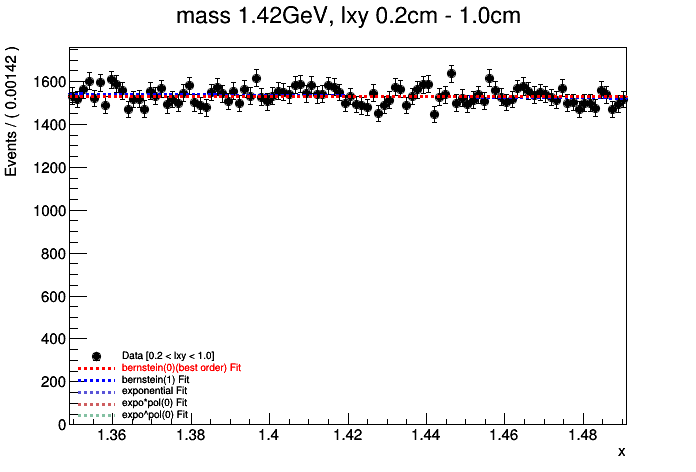 mass 1.42GeV, lxy 0.2cm - 1.0cm
Events / ( 0.00142 )
1600
1400
1200
1000
800
600
400
200
0
Data [0.2 < lxy < 1.0]
bernstein(0)(best order) Fit
bernstein(1) Fit
exponential Fit
expo*pol(0) Fit
expo^pol(0) Fit
1.36 1.38 1.4 1.42 1.44 1.46 1.48
x